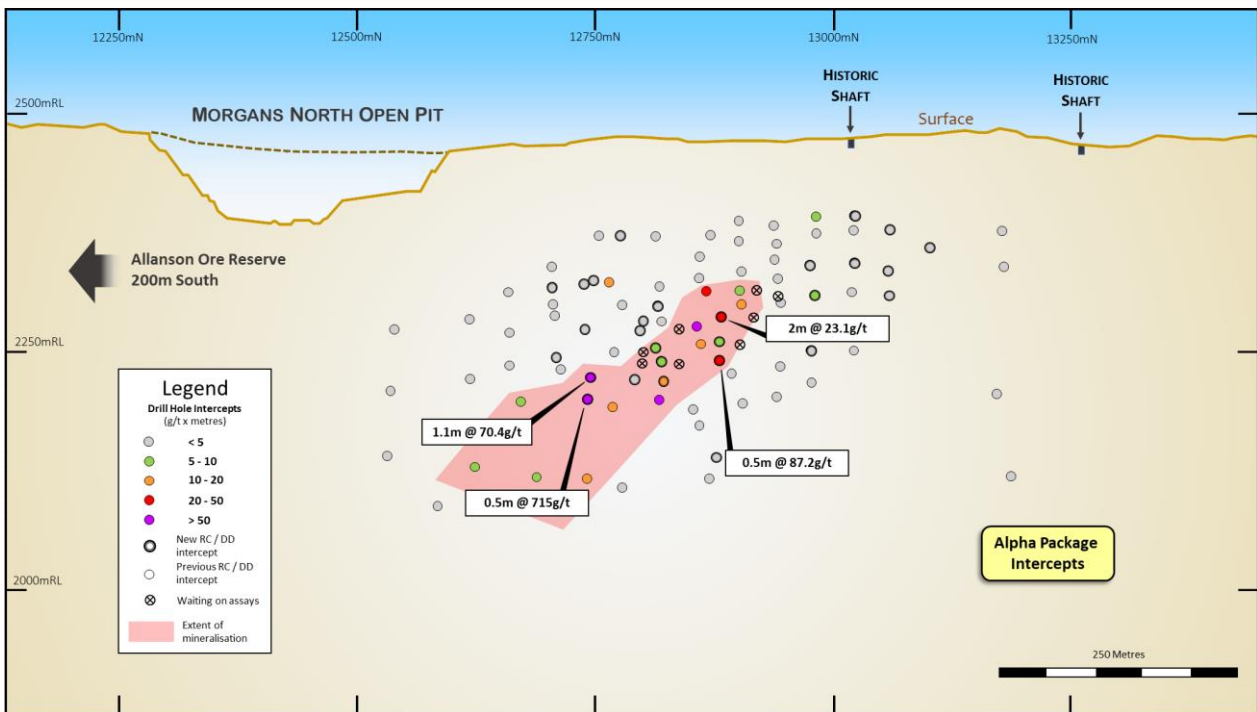 12250mN
12500mN
12750mN
13000mN
13250mN
HISTORIC
SHAFT
HISTORIC
SHAFT
2500mRL
MORGANS NORTH OPEN PIT
Surface
Allanson Ore Reserve
200m South
2m @ 23.1g/t
2250mRL
1.1m @ 70.4g/t
0.5m @ 87.2g/t
0.5m @ 715g/t
Legend
Drill Hole Intercepts
(g/t x metres)
< 5
5 - 10
10 - 20
20 - 50
> 50
New RC / DD
intercept
Previous RC / DD
intercept
Waiting on assays
Extent of
mineralisation
Alpha Package
Intercepts
2000mRL
250 Metres